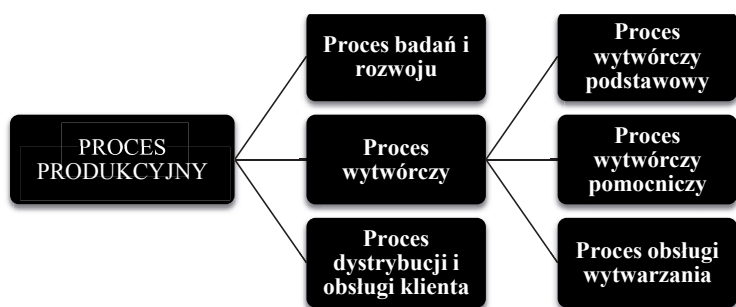 PROCES
PRODUKCYJNY
Proces badań i
rozwoju
Proces
wytwórczy
Proces
dystrybucji i
obsługi klienta
Proces
wytwórczy
podstawowy
Proces
wytwórczy
pomocniczy
Proces obsługi
wytwarzania